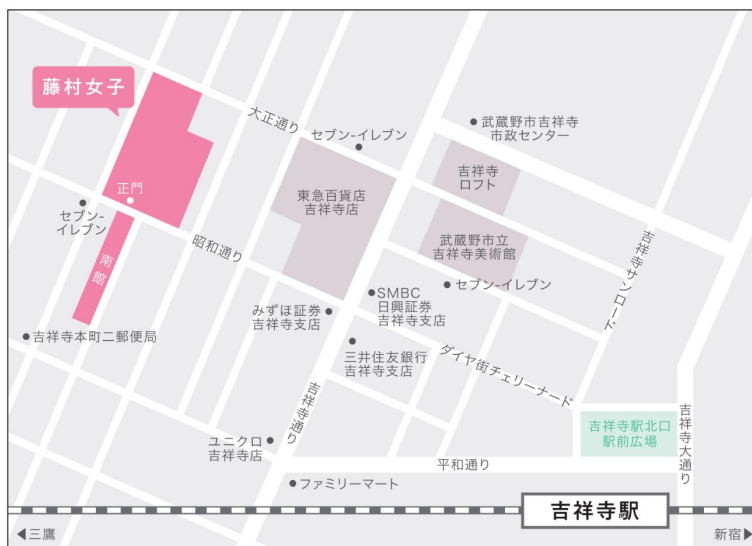 藤村女子
大正通り
セブン-イレブン
武蔵野市吉祥寺
市政センター
吉祥寺
ロフト
東急百貨店
吉祥寺店
正門
セブン-
イレブン
昭和通り
武蔵野市立
吉祥寺美術館
吉祥寺サンロード
南館
セブン-イレブン
SMBC
日興証券
吉祥寺支店
みずほ証券
吉祥寺支店
吉祥寺本町二郵便局
三井住友銀行
吉祥寺支店
ダイヤ街チェリーナード
吉祥寺通り
吉祥寺大通り
吉祥寺駅北口
駅前広場
ユニクロ
吉祥寺店
平和通り
ファミリーマート
吉祥寺駅
◀三鷹
新宿▶